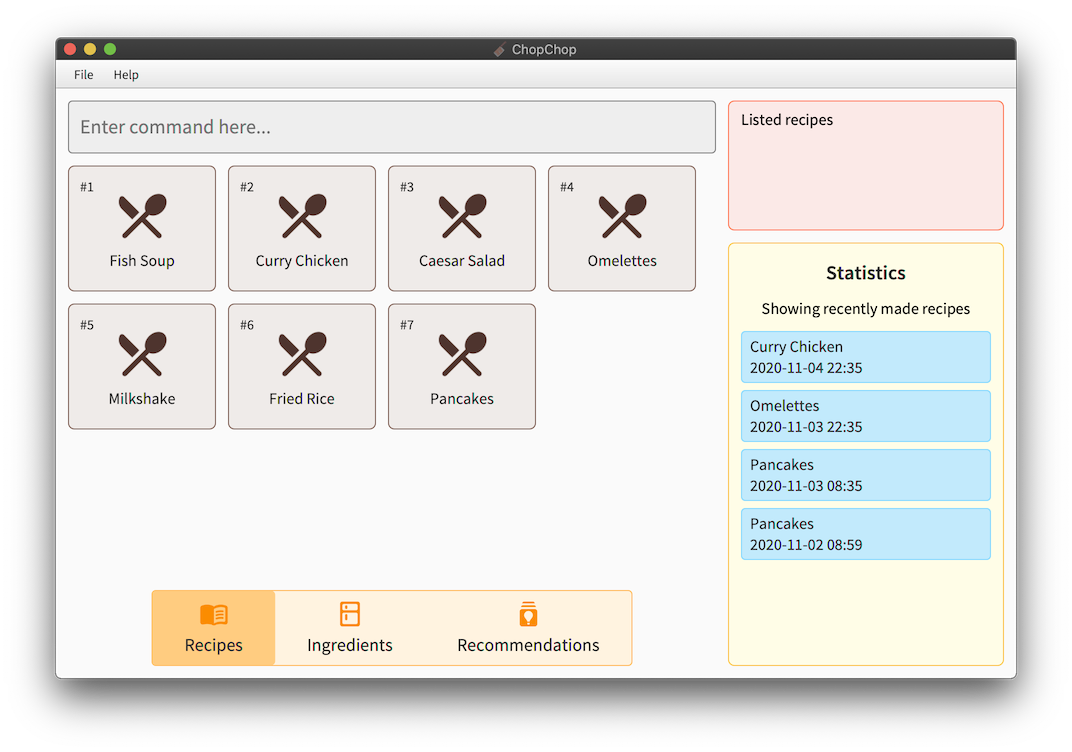 ChopChop
File Help
Enter command here...
#1
Fish Soup
#2
Curry Chicken
#3
Caesar Salad
#4
Omelettes
#5
Milkshake
#6
Fried Rice
#7
Pancakes
Recipes
Ingredients
Recommendations
Listed recipes
Statistics
Showing recently made recipes
Curry Chicken
2020-11-04 22:35
Omelettes
2020-11-03 22:35
Pancakes
2020-11-03 08:35
Pancakes
2020-11-02 08:59